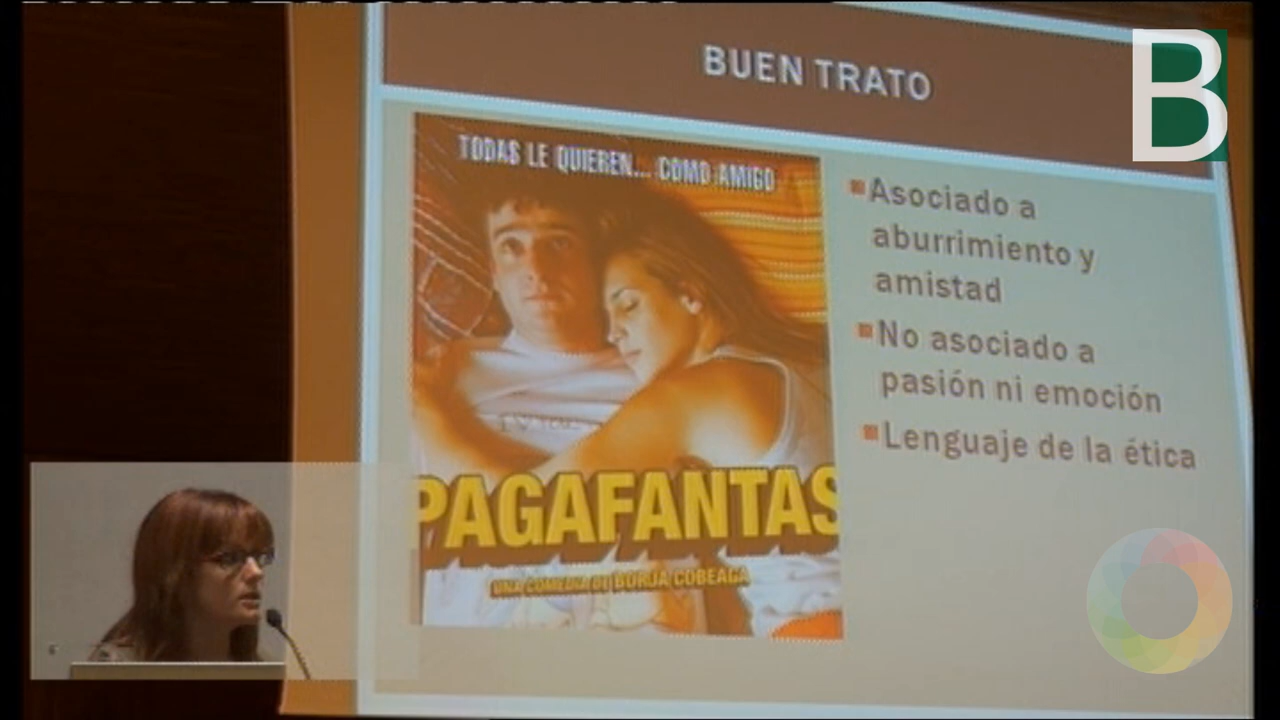 BUEN TRATO
B
TODAS LE QUIEREN... COMO AMIGO
PAGAFANTAS
UNA COMEDIA DE BORJA COBEAGA
Asociado a
aburrimiento y
amistad
No asociado a
pasión ni emoción
Lenguaje de la ética